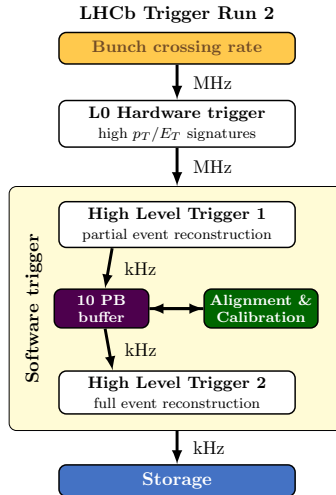 LHCb Trigger Run 2
Bunch crossing rate
MHz
L0 Hardware trigger
high p_T/E_T signatures
MHz
Software trigger
High Level Trigger 1
partial event reconstruction
kHz
10 PB
buffer
Alignment &
Calibration
kHz
High Level Trigger 2
full event reconstruction
kHz
Storage